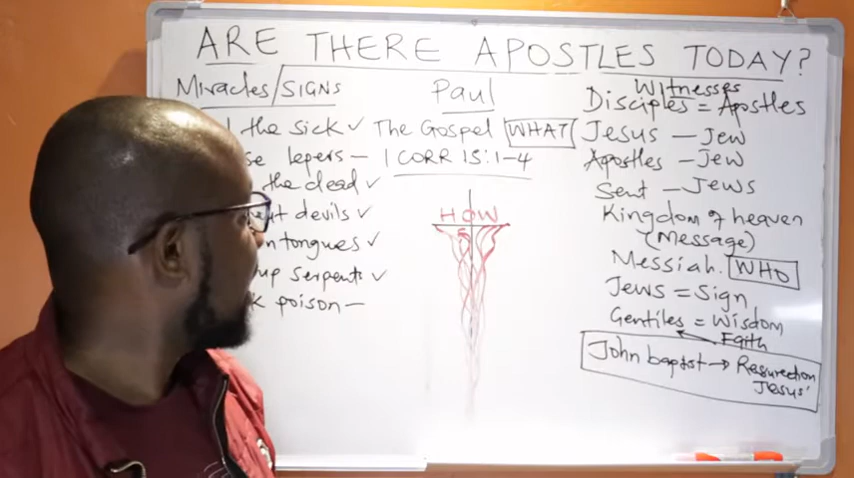 ARE THERE APOSTLES TODAY?
Miracles/SIGNS
the sick ✓
lepers –
the dead ✓
devils ✓
tongues ✓
up serpents ✓
poison –
Paul
The Gospel WHAT
1 CORR 15:1-4
HOW
Witnesses
Disciples = Apostles
Jesus – Jew
Apostles – Jew
Sent – Jews
Kingdom of heaven
(Message)
Messiah. WHO
Jews = Sign
Gentiles = Wisdom
Faith
John baptist → Resurection
Jesus'